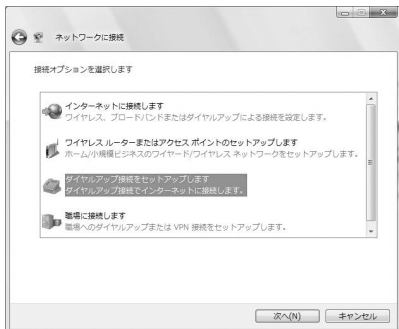 ネットワークに接続
接続オプションを選択します
インターネットに接続します
ワイヤレス、ブロードバンドまたはダイヤルアップによる接続を設定します。
ワイヤレス ルーターまたはアクセス ポイントのセットアップします
ホーム/小規模ビジネスのワイヤード/ワイヤレス ネットワークをセットアップします。
ダイヤルアップ接続をセットアップします
ダイヤルアップ接続でインターネットに接続します。
職場に接続します
職場へのダイヤルアップまたは VPN 接続をセットアップします。
次へ(N)
キャンセル